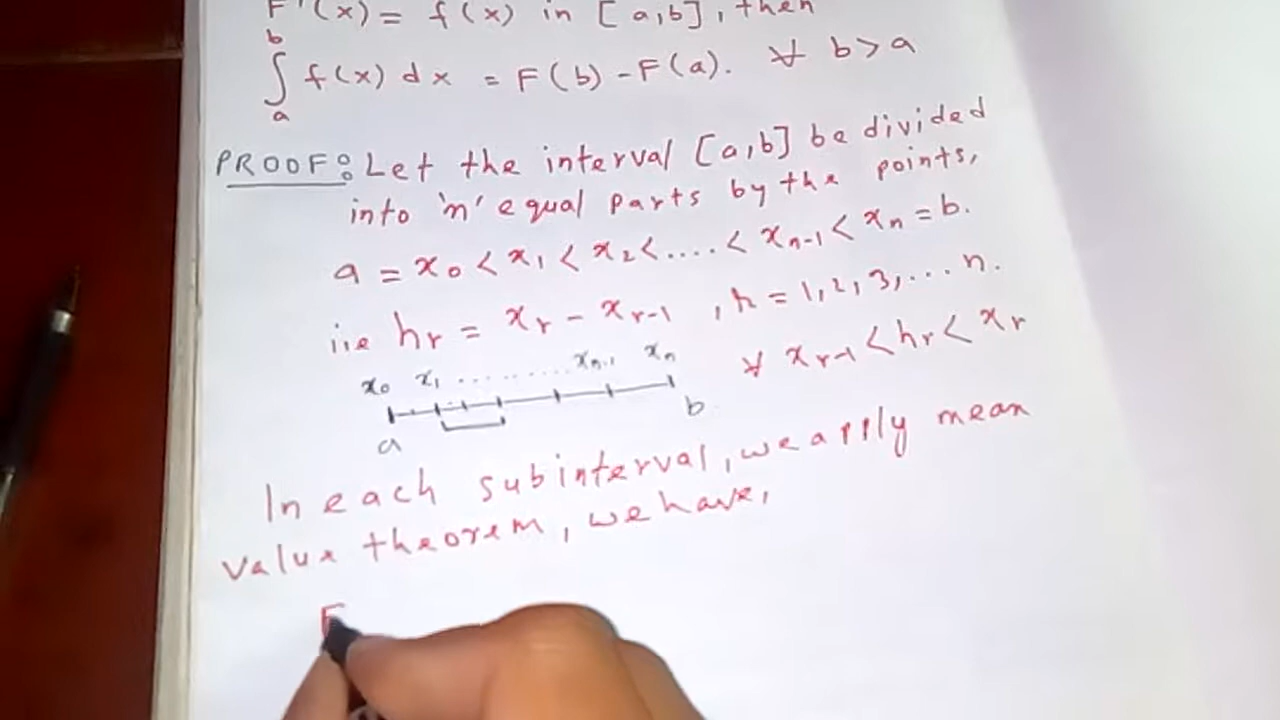 F'(x) = f(x) in [a,b], then
b
∫ f(x) dx = F(b) - F(a). ∀ b > a
a
PROOF: Let the interval [a,b] be divided
into 'n' equal parts by the points,
a = x₀ < x₁ < x₂ < .... < xₙ₋₁ < xₙ = b.
i.e hᵣ = xᵣ - xᵣ₋₁ , r = 1,2,3,...n.
∀ xᵣ₋₁ < hᵣ < xᵣ
x₀ x₁ ......... xₙ₋₁ xₙ
a b
In each subinterval, we apply mean
value theorem, we have,
F